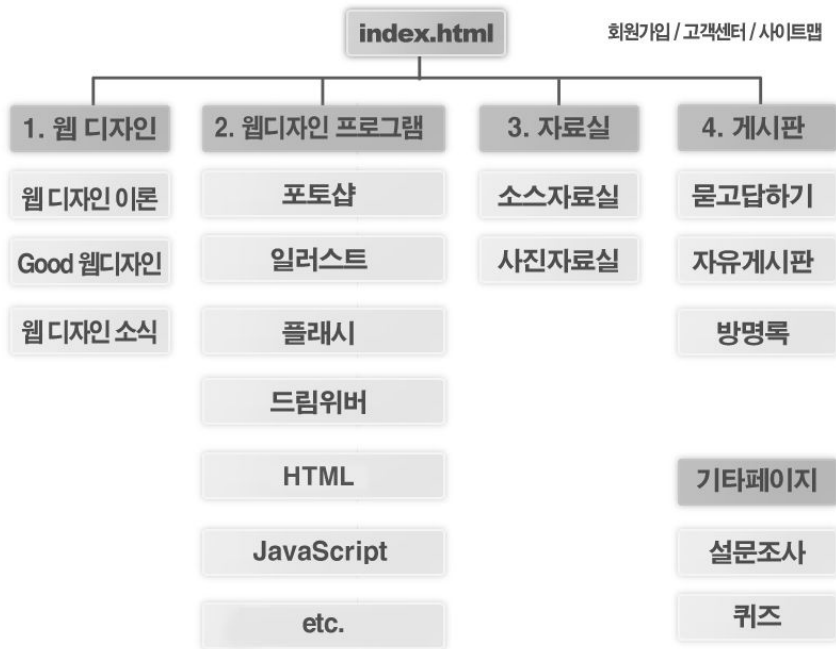 index.html
회원가입 / 고객센터 / 사이트맵
1. 웹 디자인
웹 디자인 이론
Good 웹디자인
웹 디자인 소식
2. 웹디자인 프로그램
포토샵
일러스트
플래시
드림위버
HTML
JavaScript
etc.
3. 자료실
소스자료실
사진자료실
4. 게시판
묻고답하기
자유게시판
방명록
기타페이지
설문조사
퀴즈